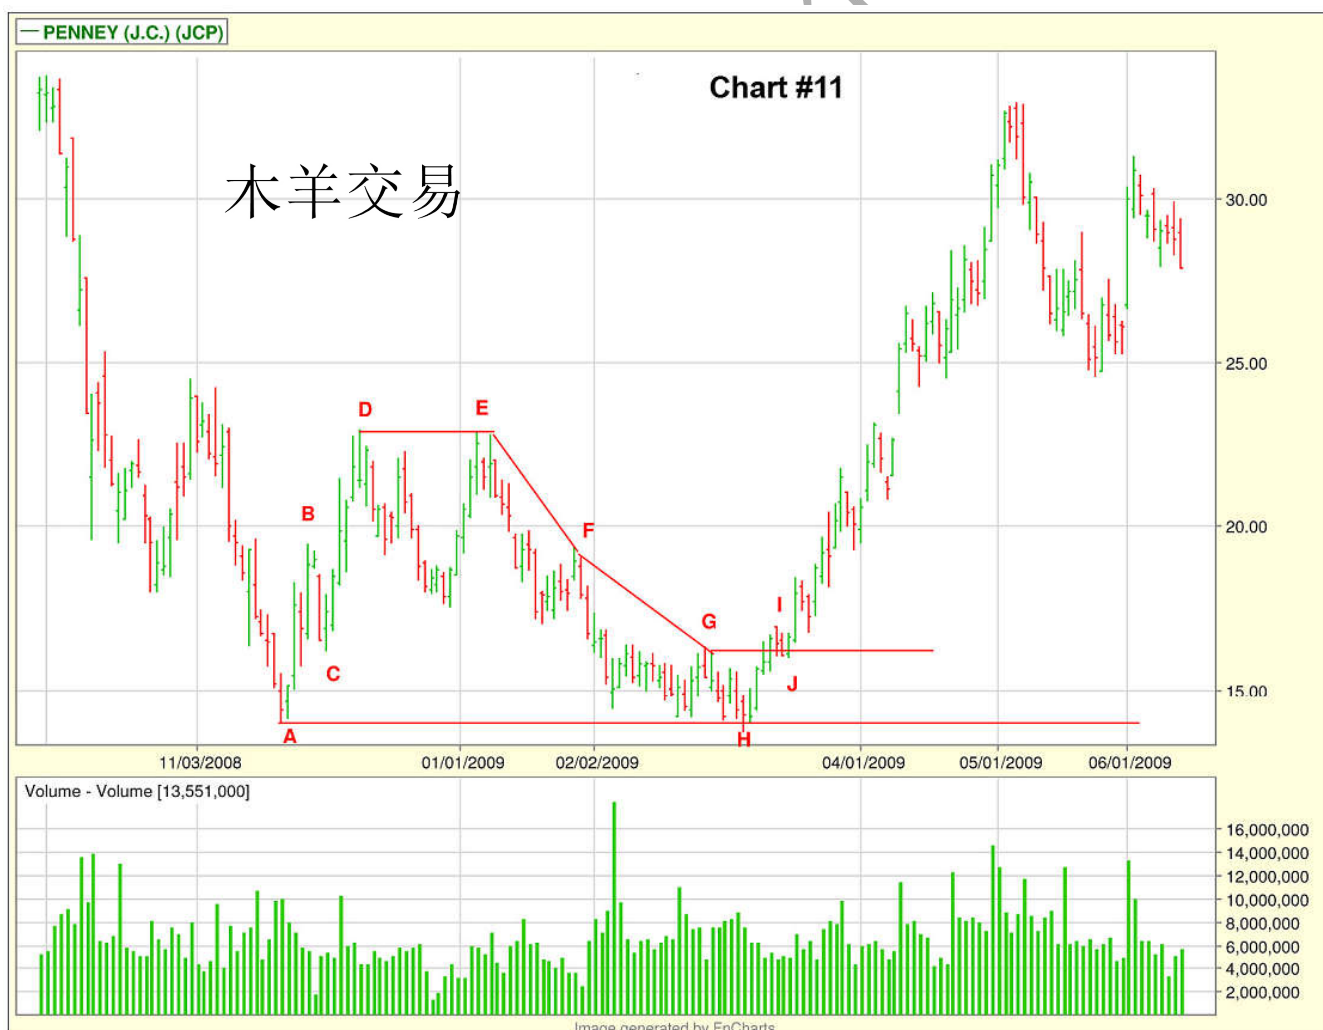 PENNEY (J.C.) (JCP)
Chart #11
木羊交易
30.00
25.00
D
E
B
20.00
F
G
I
C
J
15.00
A
H
11/03/2008
01/01/2009
02/02/2009
04/01/2009
05/01/2009
06/01/2009
Volume - Volume [13,551,000]
16,000,000
14,000,000
12,000,000
10,000,000
8,000,000
6,000,000
4,000,000
2,000,000
Image generated by EpCharts